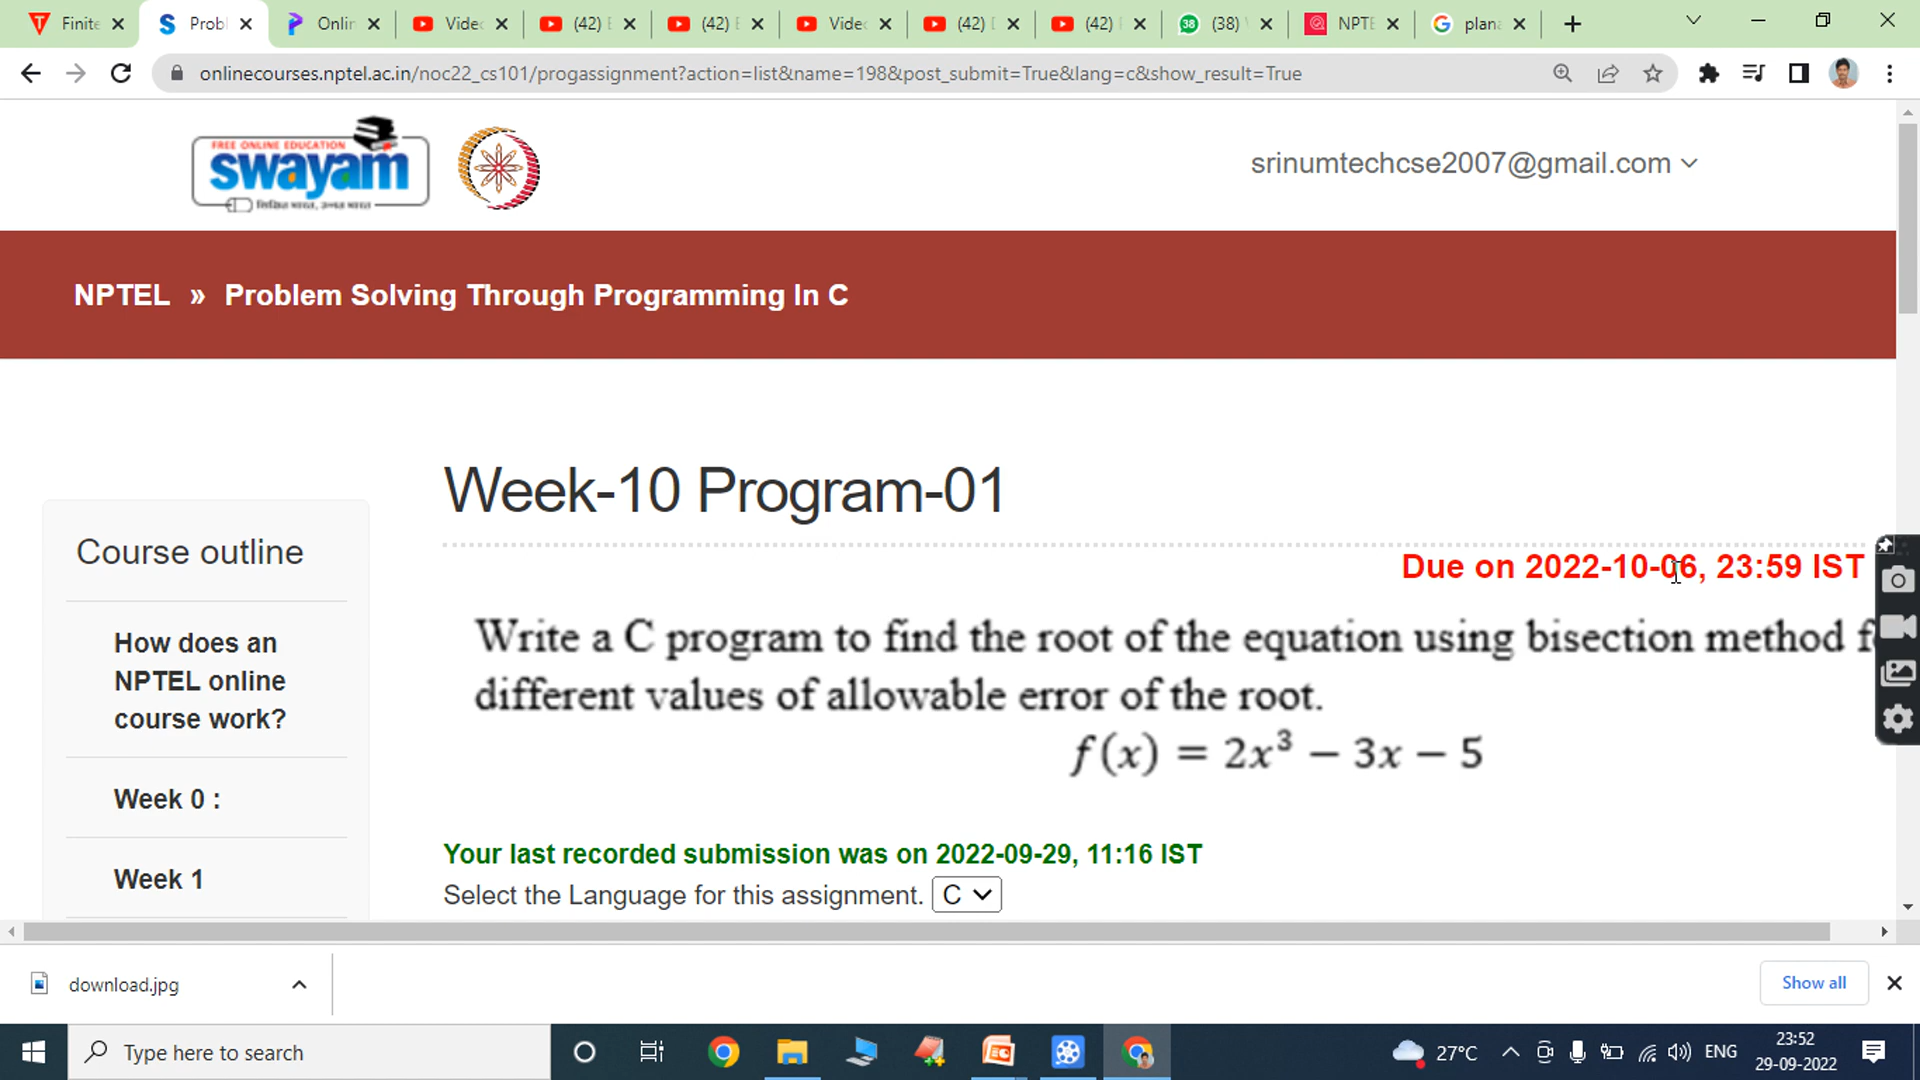 Finite
Probl
Onlin
Video
(42) E
(42) E
Video
(42)
(42)
(38)
NPTE
plana
onlinecourses.nptel.ac.in/noc22_cs101/progassignment?action=list&name=198&post_submit=True&lang=c&show_result=True
FREE ONLINE EDUCATION
swayam
srinumtechcse2007@gmail.com
NPTEL » Problem Solving Through Programming In C
Week-10 Program-01
Course outline
Due on 2022-10-06, 23:59 IST
How does an
NPTEL online
course work?
Write a C program to find the root of the equation using bisection method f
different values of allowable error of the root.
f(x) = 2x³ − 3x − 5
Week 0 :
Your last recorded submission was on 2022-09-29, 11:16 IST
Week 1
Select the Language for this assignment. C
download.jpg
Show all
Type here to search
27°C
ENG
23:52
29-09-2022